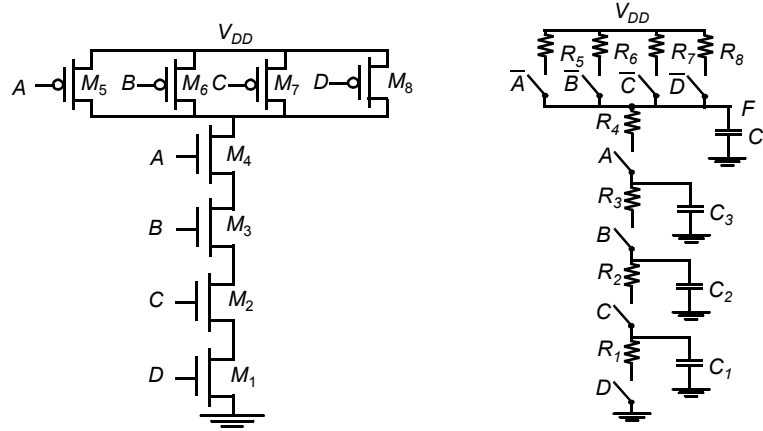 V_DD
A M₅ B M₆ C M₇ D M₈
A M₄
B M₃
C M₂
D M₁
V_DD
R₅ R₆ R₇ R₈
A̅ B̅ C̅ D̅
F
R₄ C
A
R₃ C₃
B
R₂ C₂
C
R₁ C₁
D